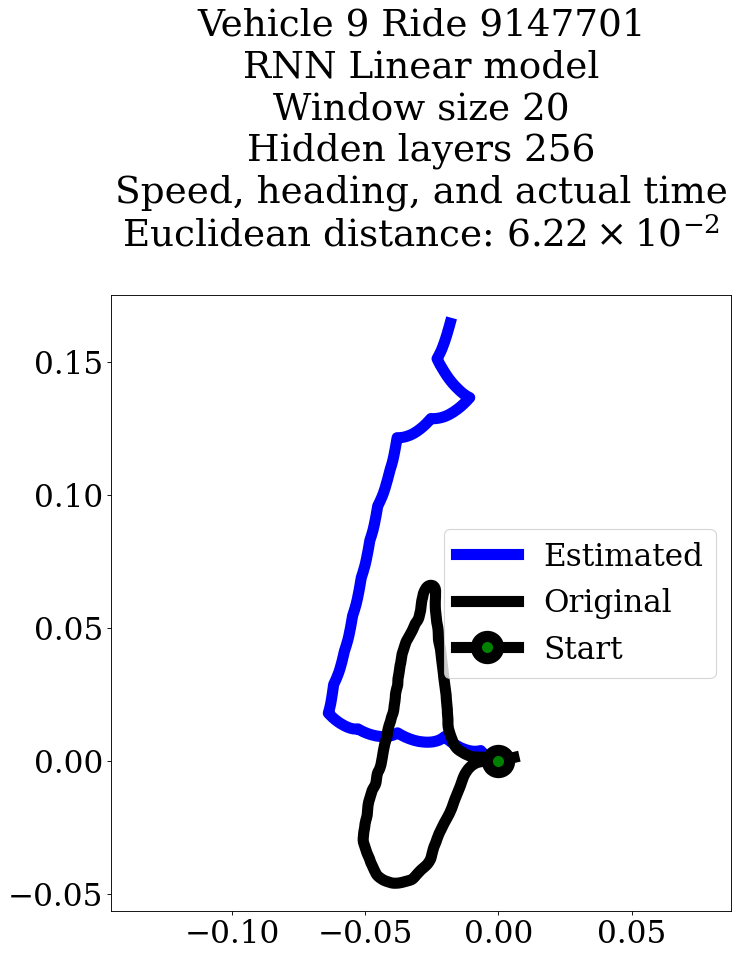 Vehicle 9 Ride 9147701
RNN Linear model
Window size 20
Hidden layers 256
Speed, heading, and actual time
Euclidean distance: 6.22 × 10⁻²
0.15
0.10
0.05
0.00
−0.05
Estimated
Original
Start
−0.10
−0.05
0.00
0.05